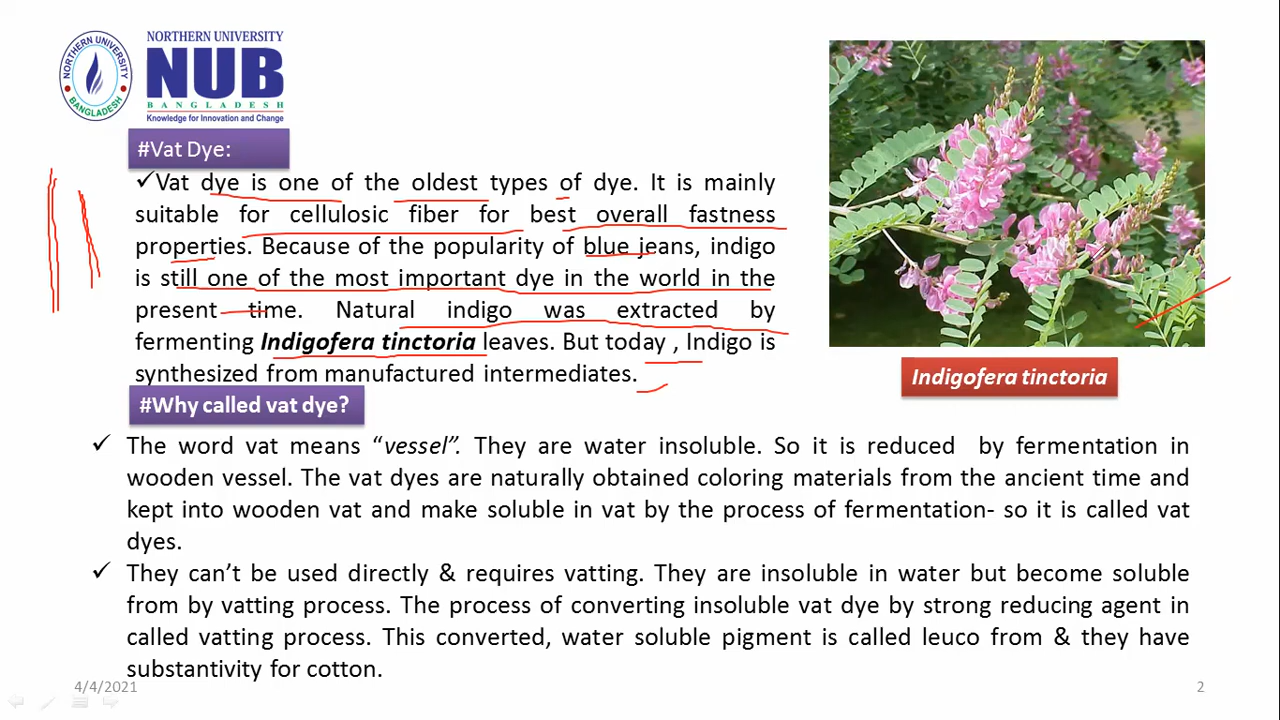 NORTHERN UNIVERSITY
NORTHERN UNIVERSITY
BANGLADESH
NUB
BANGLADESH
Knowledge for Innovation and Change
#Vat Dye:
✓Vat dye is one of the oldest types of dye. It is mainly
suitable for cellulosic fiber for best overall fastness
properties. Because of the popularity of blue jeans, indigo
is still one of the most important dye in the world in the
present time. Natural indigo was extracted by
fermenting Indigofera tinctoria leaves. But today , Indigo is
synthesized from manufactured intermediates.
Indigofera tinctoria
#Why called vat dye?
✓ The word vat means “vessel”. They are water insoluble. So it is reduced by fermentation in
wooden vessel. The vat dyes are naturally obtained coloring materials from the ancient time and
kept into wooden vat and make soluble in vat by the process of fermentation- so it is called vat
dyes.
✓ They can’t be used directly & requires vatting. They are insoluble in water but become soluble
from by vatting process. The process of converting insoluble vat dye by strong reducing agent in
called vatting process. This converted, water soluble pigment is called leuco from & they have
substantivity for cotton.
4/4/2021
2